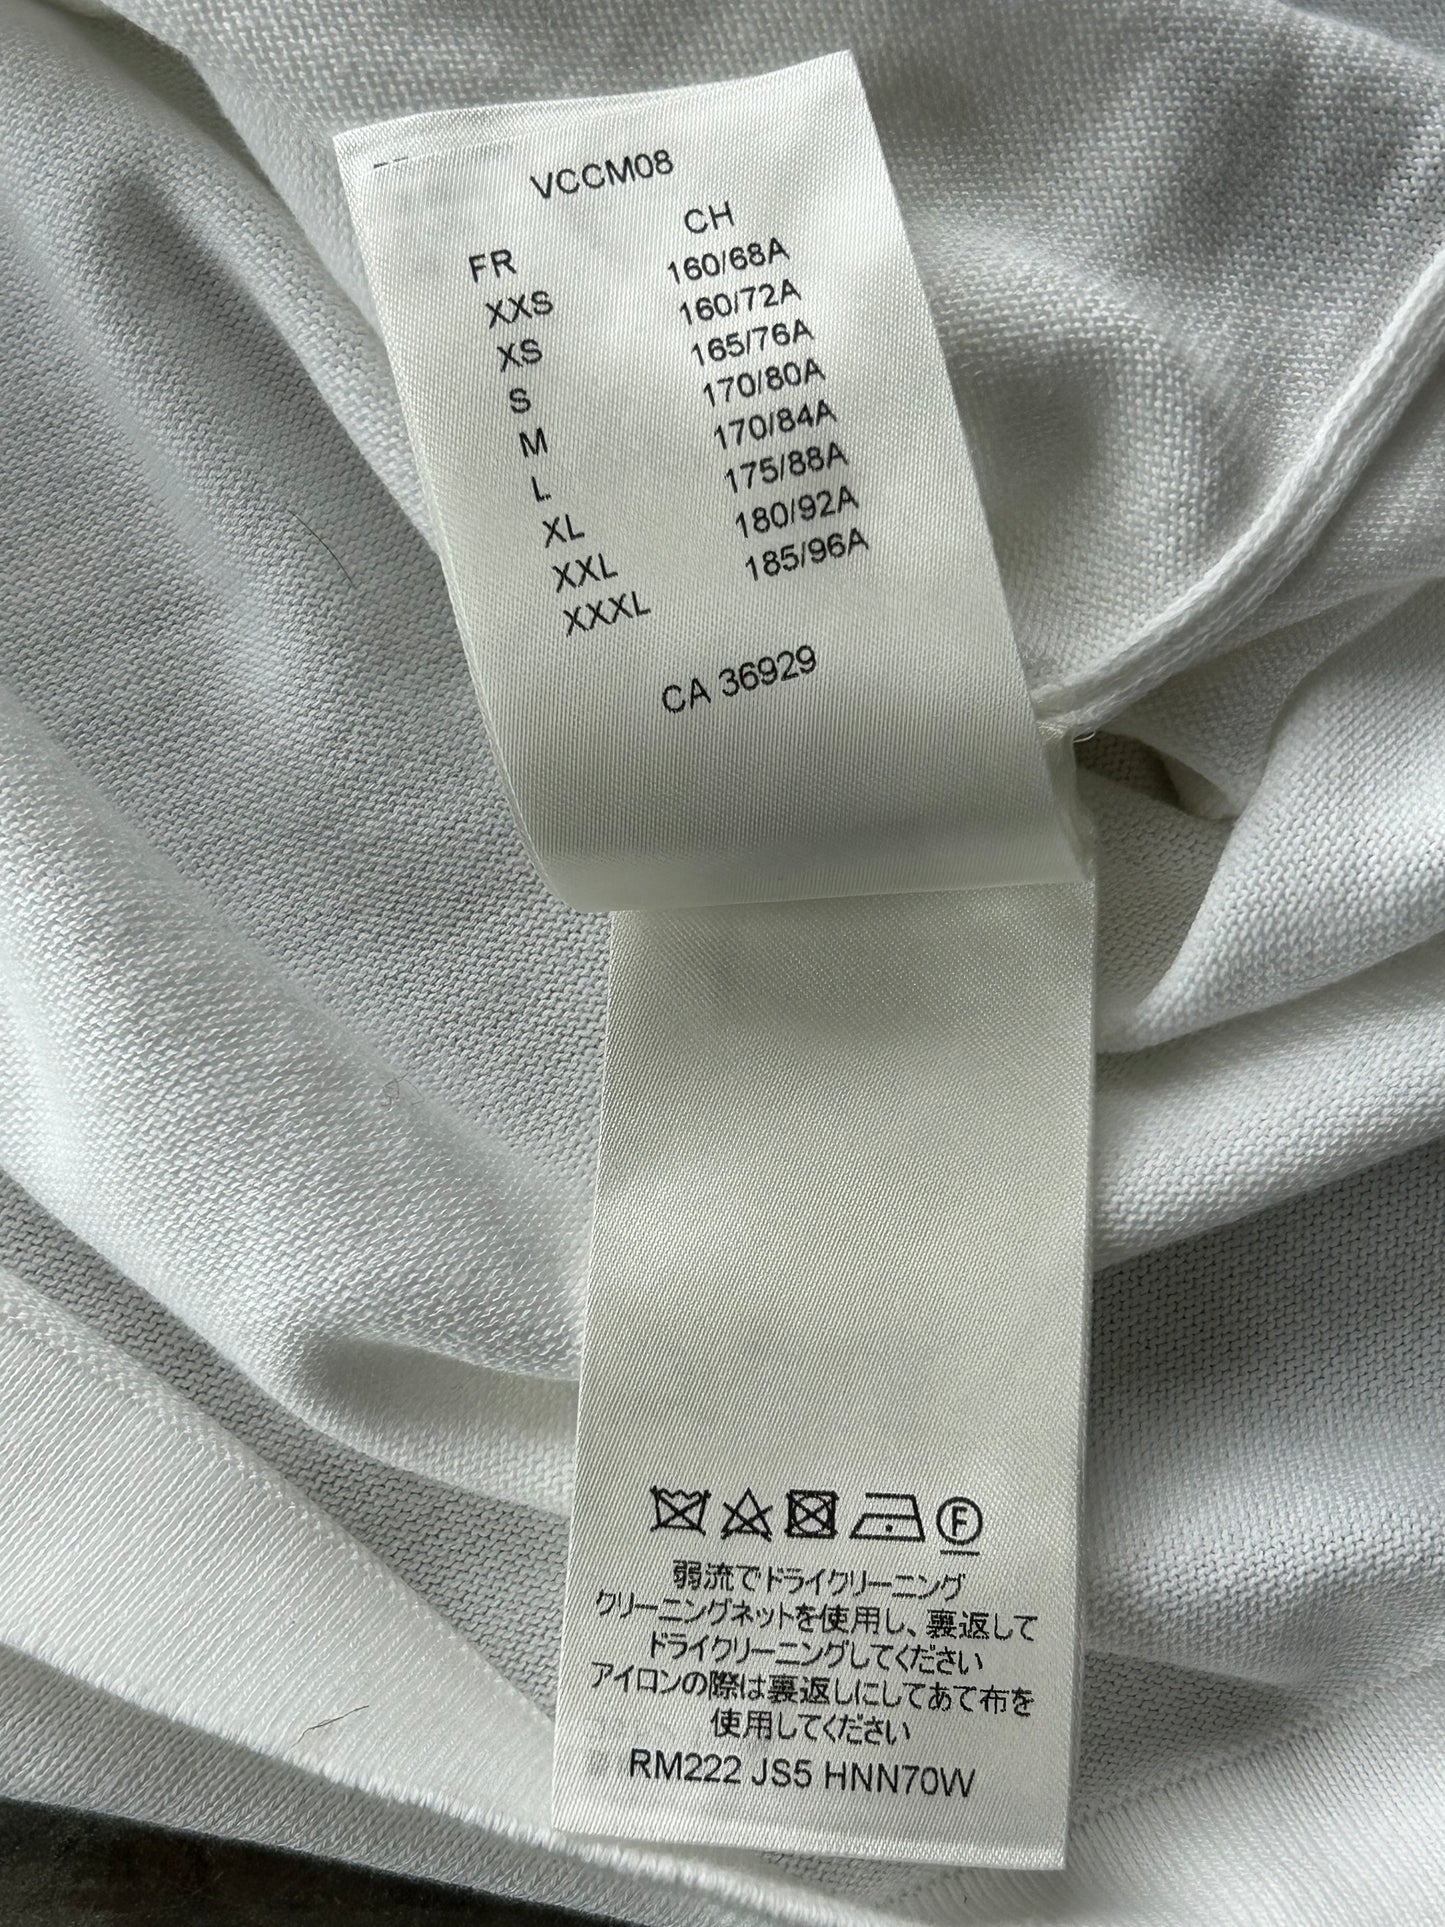 VCCM08
FR CH
XXS 160/68A
XS 160/72A
S 165/76A
M 170/80A
L 170/84A
XL 175/88A
XXL 180/92A
XXXL 185/96A
CA 36929
F
弱流でドライクリーニング
クリーニングネットを使用し、裏返して
ドライクリーニングしてください
アイロンの際は裏返しにしてあて布を
使用してください
RM222 JS5 HNN70W